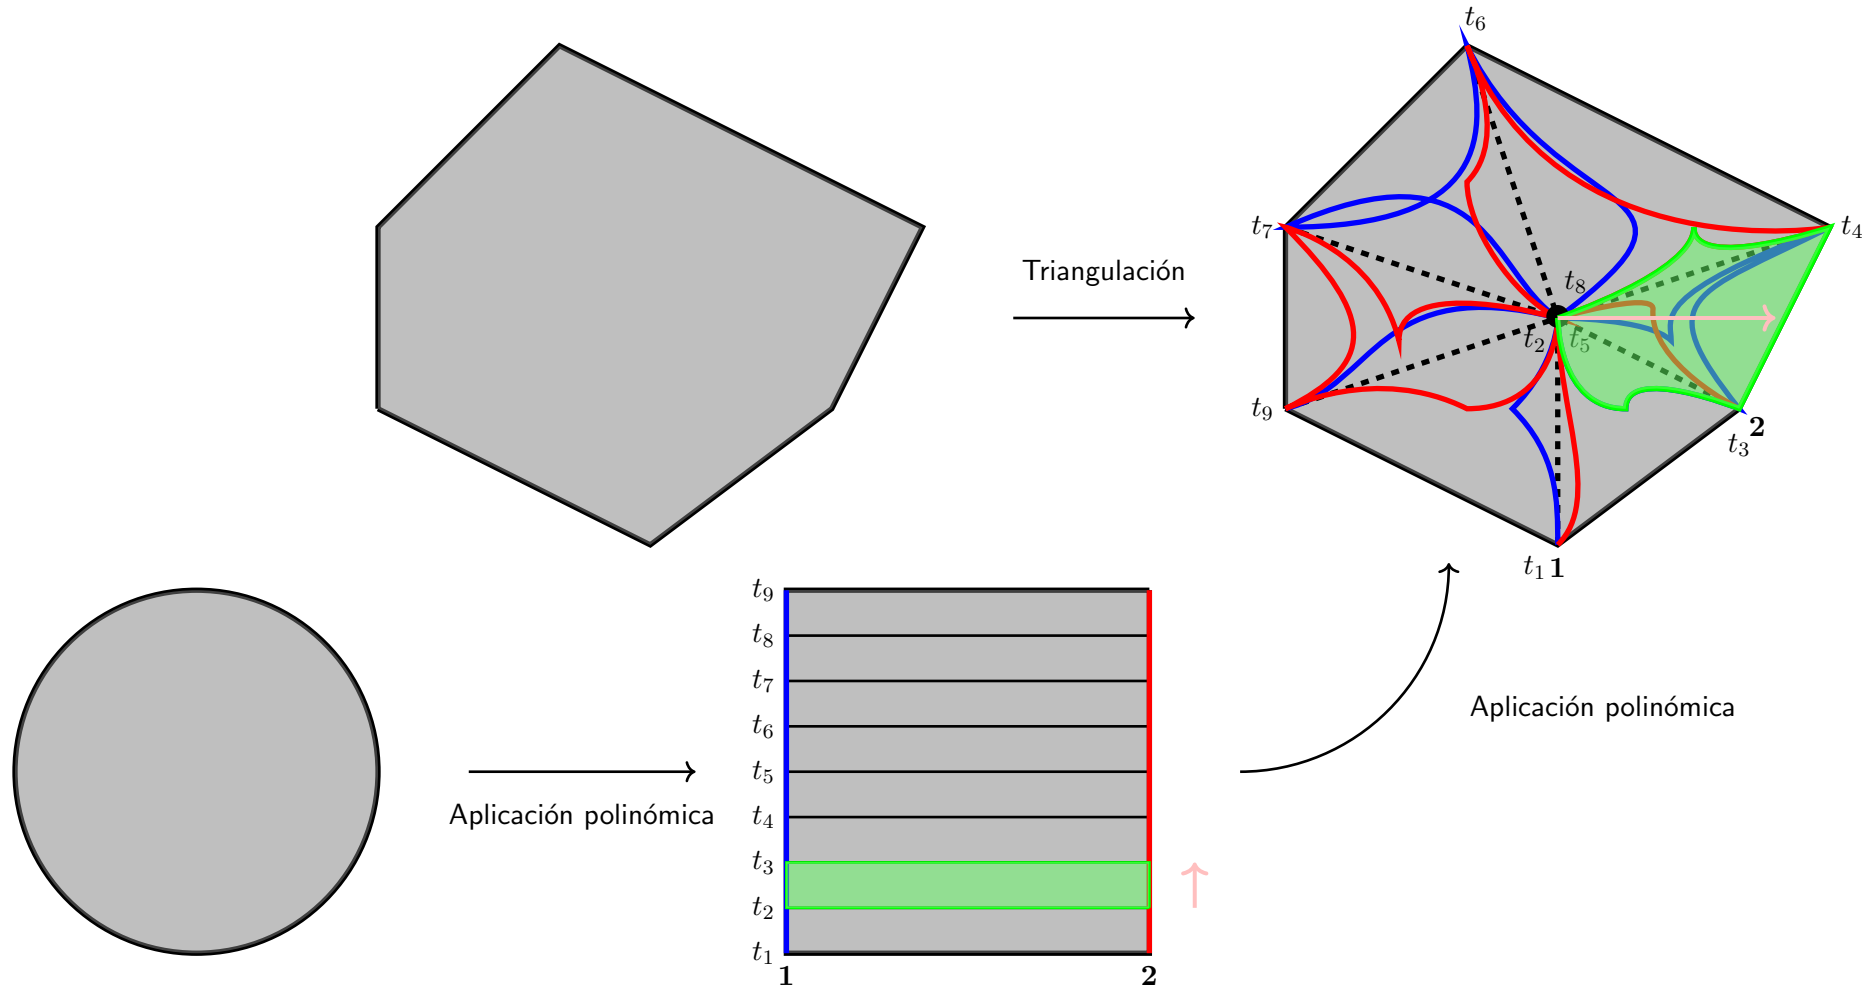 t₆
t₇
t₄
Triangulación
t₈
t₂ t₅
t₉
2
t₃
t₁ 1
t₉
t₈
t₇
t₆
t₅
t₄
t₃
t₂
t₁
1 2
Aplicación polinómica
Aplicación polinómica